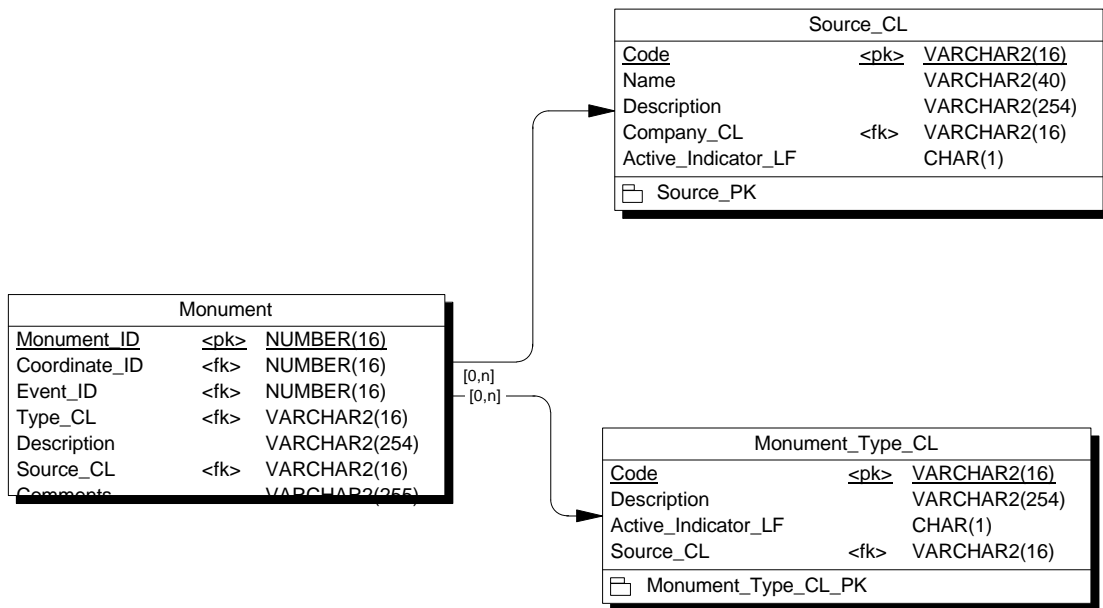 Source_CL
Code <pk> VARCHAR2(16)
Name VARCHAR2(40)
Description VARCHAR2(254)
Company_CL <fk> VARCHAR2(16)
Active_Indicator_LF CHAR(1)
Source_PK
Monument
Monument_ID <pk> NUMBER(16)
Coordinate_ID <fk> NUMBER(16)
Event_ID <fk> NUMBER(16)
Type_CL <fk> VARCHAR2(16)
Description VARCHAR2(254)
Source_CL <fk> VARCHAR2(16)
Comments VARCHAR2(255)
[0,n]
[0,n]
Monument_Type_CL
Code <pk> VARCHAR2(16)
Description VARCHAR2(254)
Active_Indicator_LF CHAR(1)
Source_CL <fk> VARCHAR2(16)
Monument_Type_CL_PK